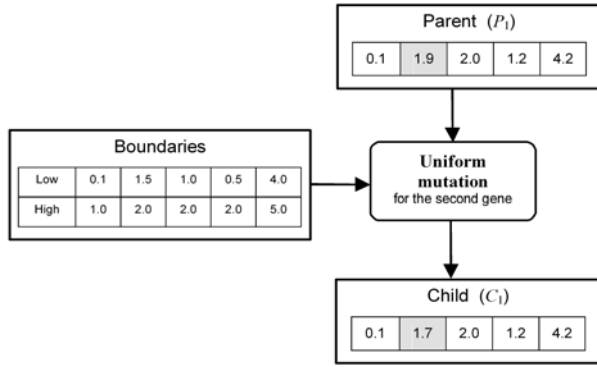 Parent (P1)
0.1 1.9 2.0 1.2 4.2
Boundaries
Low 0.1 1.5 1.0 0.5 4.0
High 1.0 2.0 2.0 2.0 5.0
Uniform
mutation
for the second gene
Child (C1)
0.1 1.7 2.0 1.2 4.2